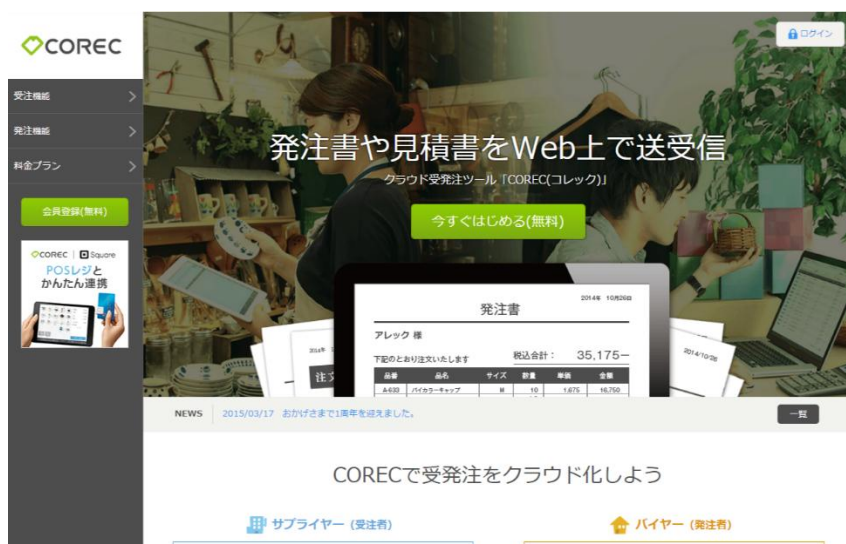 COREC
ログイン
受注機能
発注機能
料金プラン
会員登録(無料)
COREC | Square
POSレジと
かんたん連携
発注書や見積書をWeb上で送受信
クラウド受発注ツール「COREC(コレック)」
今すぐはじめる(無料)
2014年 10月26日
発注書
アレック 様
下記のとおり注文いたします
税込合計: 35,175ー
品番 品名 サイズ 数量 単価 金額
A-633 バイカラーキャップ M 10 1,675 16,750
注文
2014/10/26
NEWS 2015/03/17 おかげさまで1周年を迎えました。
一覧
CORECで受発注をクラウド化しよう
サプライヤー (受注者)
バイヤー (発注者)